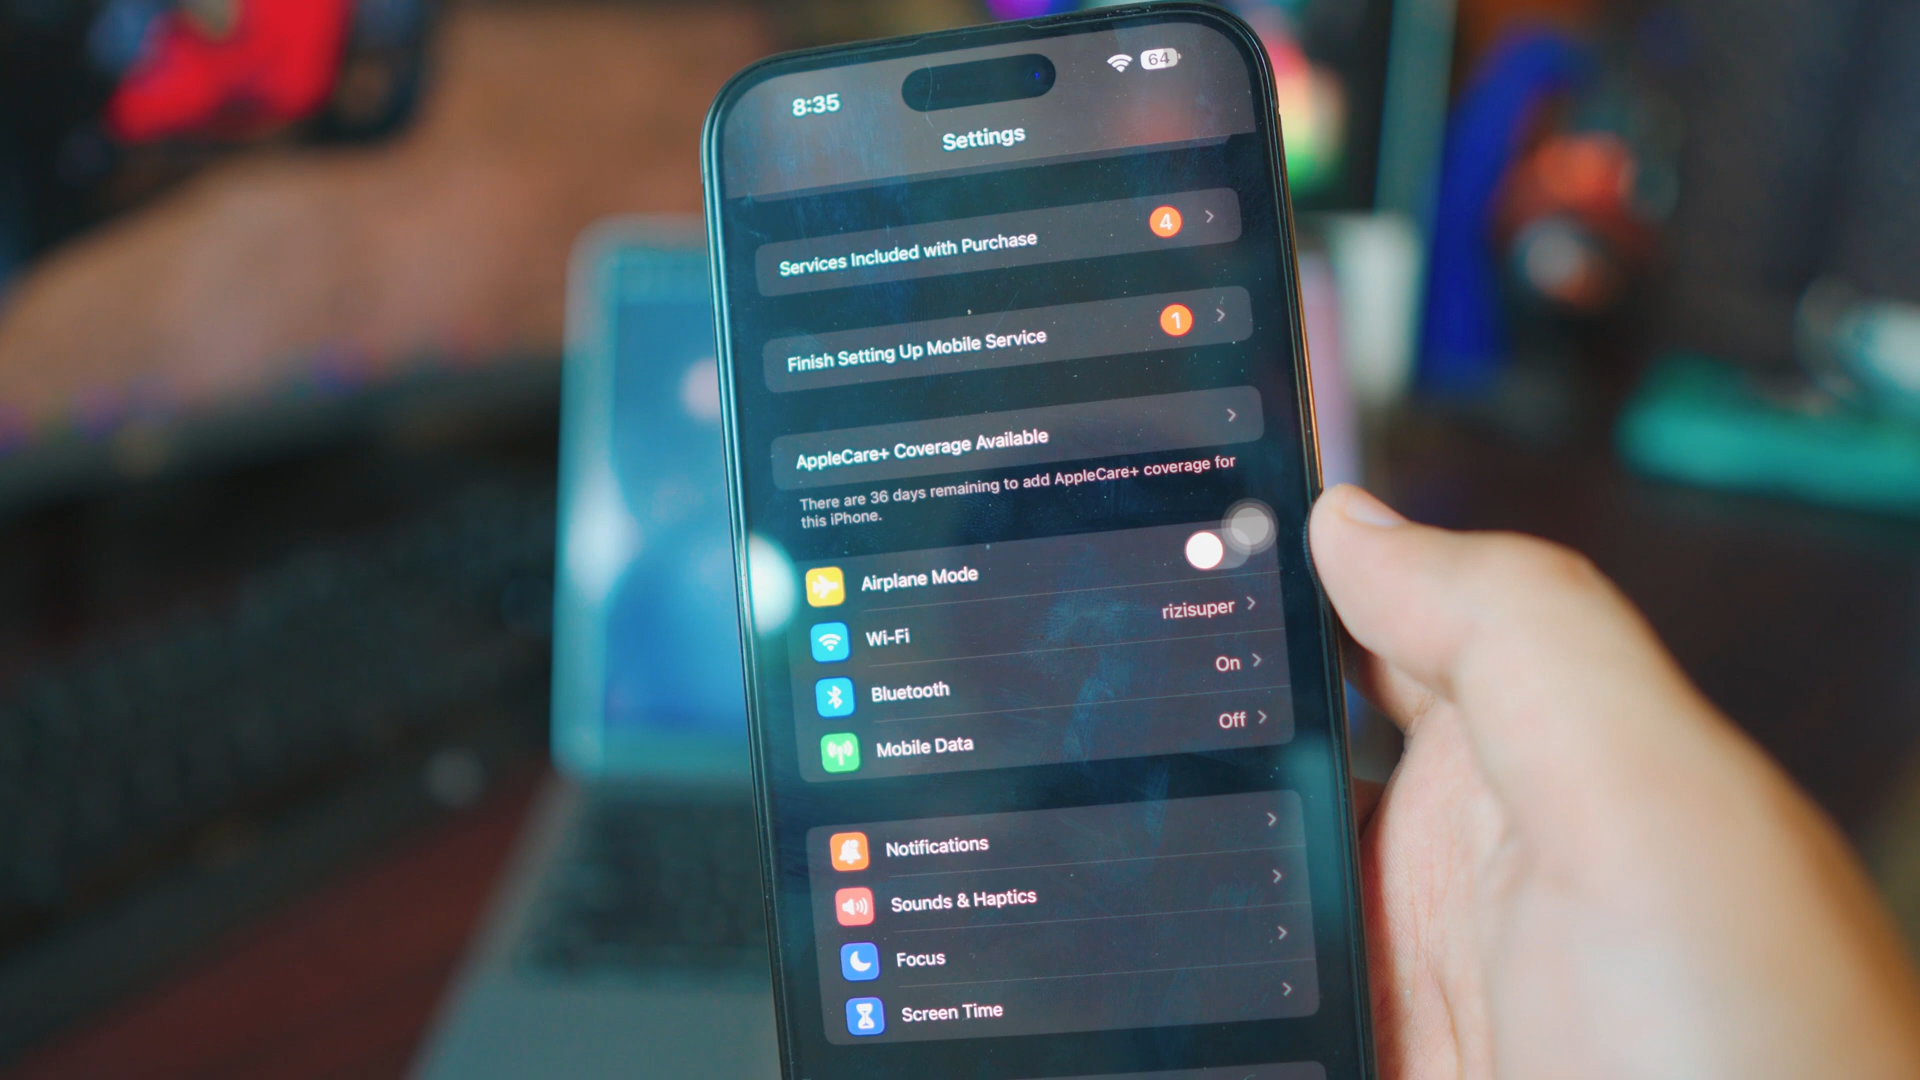 8:35
64
Settings
Services Included with Purchase
4
Finish Setting Up Mobile Service
1
AppleCare+ Coverage Available
There are 36 days remaining to add AppleCare+ coverage for
this iPhone.
Airplane Mode
Wi-Fi
rizisuper
Bluetooth
On
Mobile Data
Off
Notifications
Sounds & Haptics
Focus
Screen Time